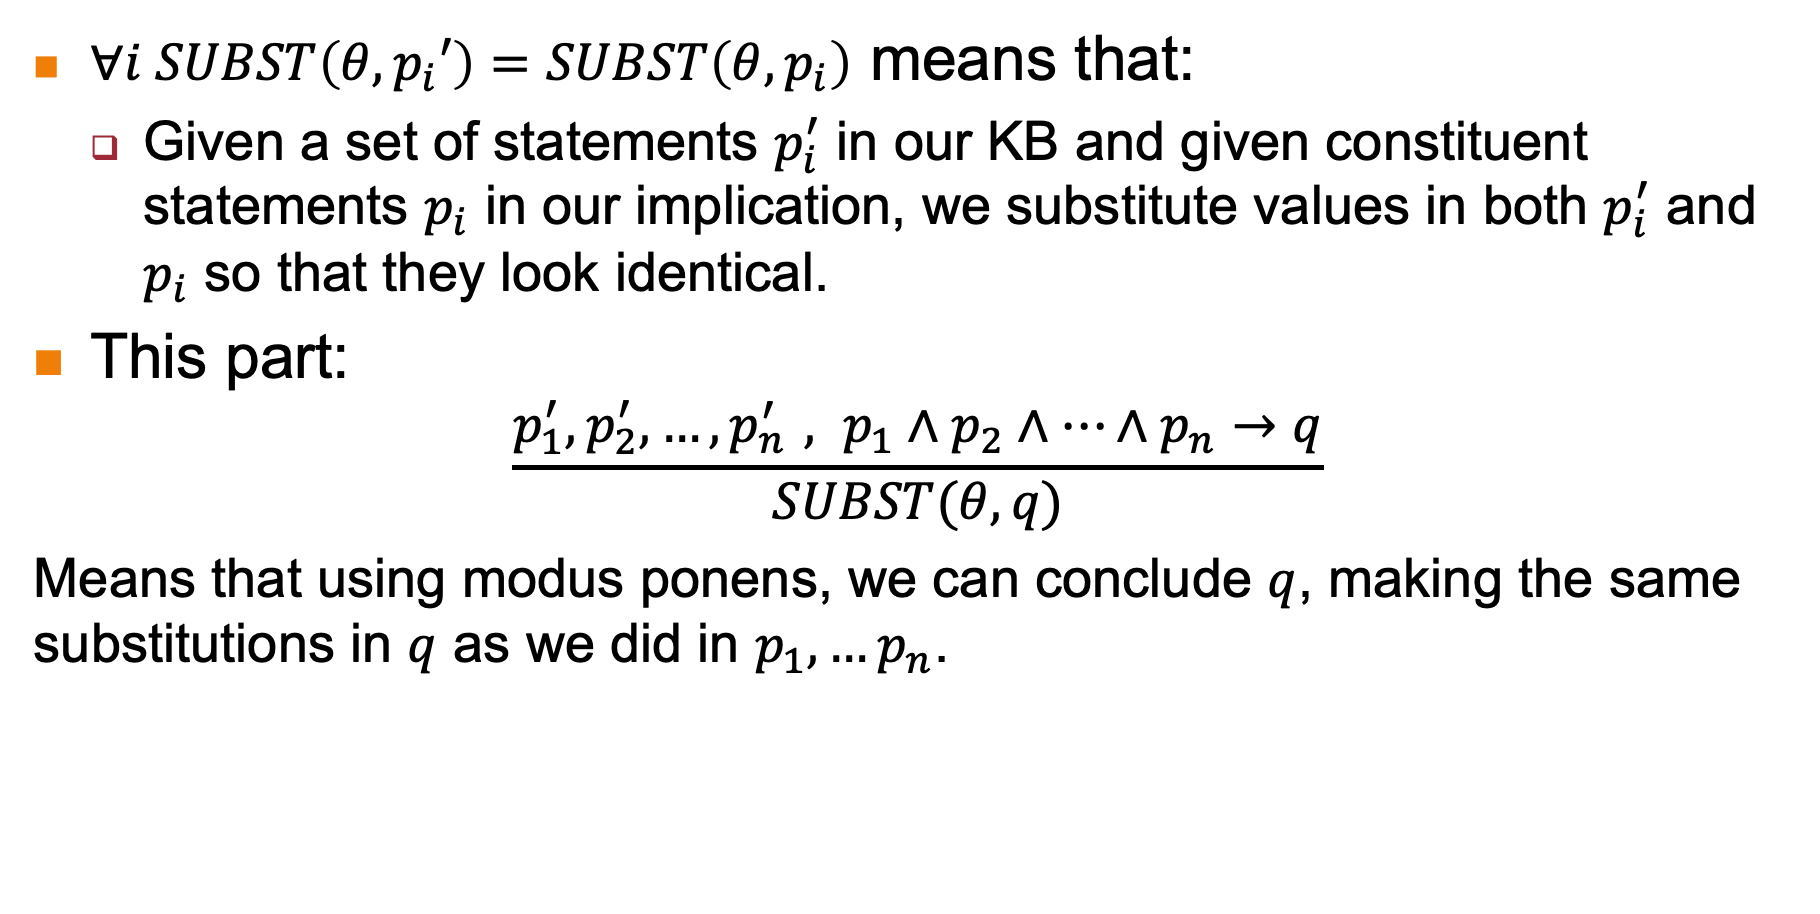 ∀i SUBST(θ, pᵢ′) = SUBST(θ, pᵢ) means that:
Given a set of statements pᵢ′ in our KB and given constituent
statements pᵢ in our implication, we substitute values in both pᵢ′ and
pᵢ so that they look identical.
This part:
p₁′, p₂′, … , pₙ′ , p₁ ∧ p₂ ∧ ⋯ ∧ pₙ → q
SUBST(θ, q)
Means that using modus ponens, we can conclude q, making the same
substitutions in q as we did in p₁, … pₙ.